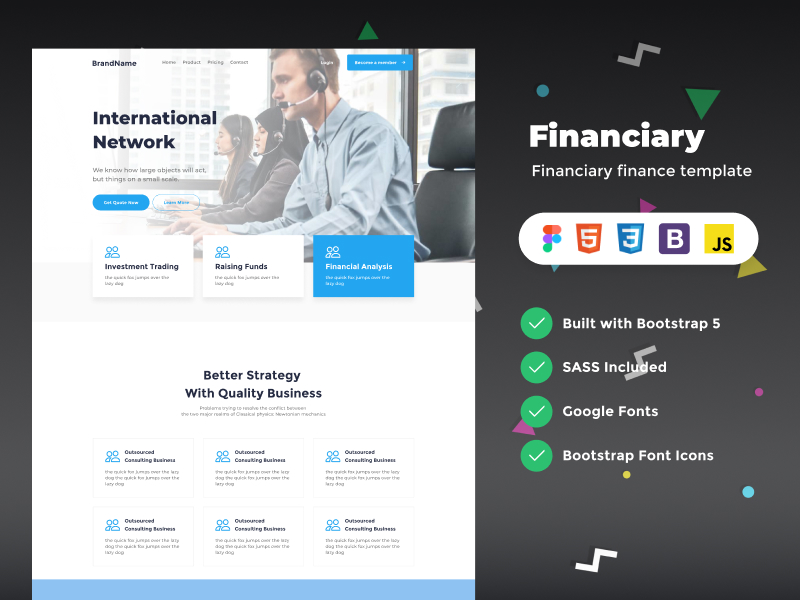 BrandName
Home Product Pricing Contact
Login
Become a member
International
Network
We know how large objects will act,
but things on a small scale.
Get Quote Now
Learn More
Investment Trading
the quick fox jumps over the
lazy dog
Raising Funds
the quick fox jumps over the
lazy dog
Financial Analysis
the quick fox jumps over the
lazy dog
Better Strategy
With Quality Business
Problems trying to resolve the conflict between
the two major realms of Classical physics: Newtonian mechanics
Outsourced
Consulting Business
the quick fox jumps over the lazy
dog the quick fox jumps over the
lazy dog
Outsourced
Consulting Business
the quick fox jumps over the lazy
dog the quick fox jumps over the
lazy dog
Outsourced
Consulting Business
the quick fox jumps over the lazy
dog the quick fox jumps over the
lazy dog
Outsourced
Consulting Business
the quick fox jumps over the lazy
dog the quick fox jumps over the
lazy dog
Outsourced
Consulting Business
the quick fox jumps over the lazy
dog the quick fox jumps over the
lazy dog
Outsourced
Consulting Business
the quick fox jumps over the lazy
dog the quick fox jumps over the
lazy dog
Financiary
Financiary finance template
5 3 B JS
Built with Bootstrap 5
SASS Included
Google Fonts
Bootstrap Font Icons